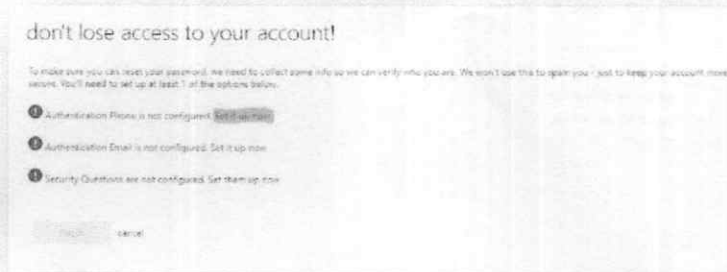 don't lose access to your account!
To make sure you can reset your password, we need to collect some info so we can verify who you are. We won't use this to spam you - just to keep your account more
secure. You'll need to set up at least 1 of the options below.
Authentication Phone is not configured. Set it up now
Authentication Email is not configured. Set it up now
Security Questions are not configured. Set them up now
cancel